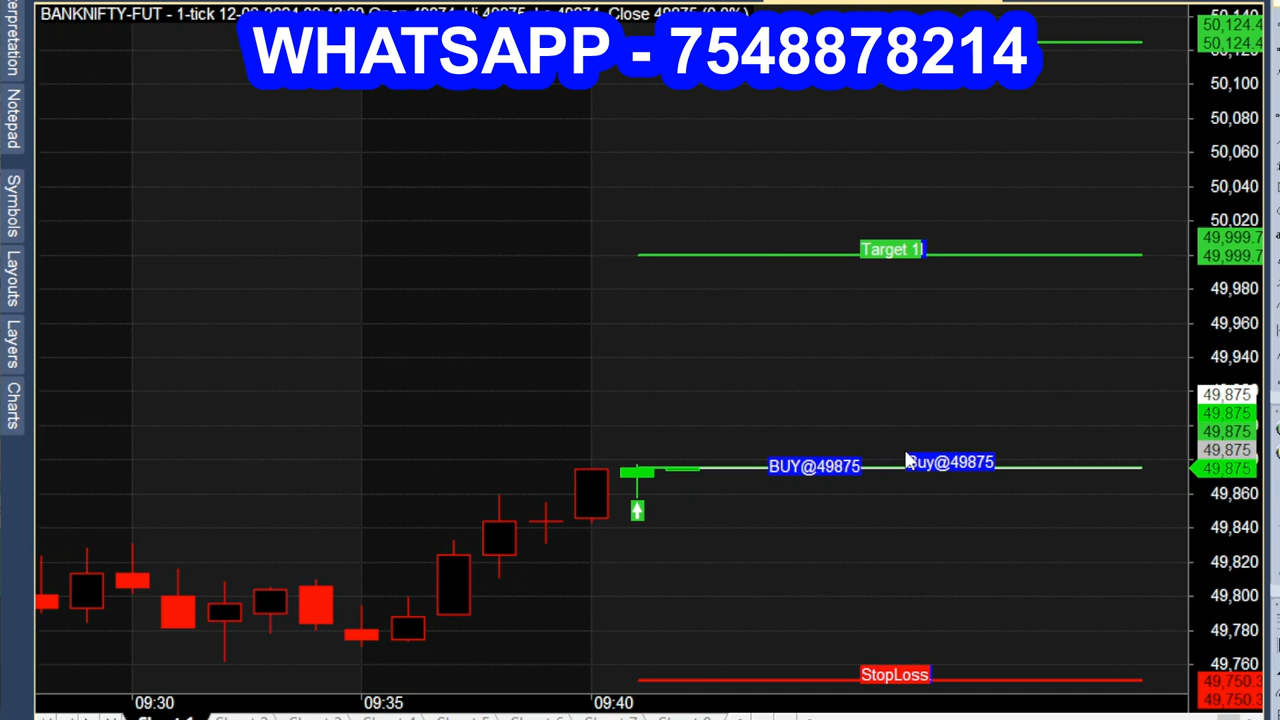 BANKNIFTY-FUT - 1-tick
WHATSAPP - 7548878214
50,124.4
50,124.4
50,100
50,080
50,060
50,040
50,020
49,999.7
49,999.7
49,980
49,960
49,940
49,875
49,875
49,875
49,875
49,875
49,860
49,840
49,820
49,800
49,780
49,760
49,750.3
49,750.3
Target 1
BUY@49875
Buy@49875
StopLoss
09:30
09:35
09:40
Notepad
Symbols
Layouts
Layers
Charts